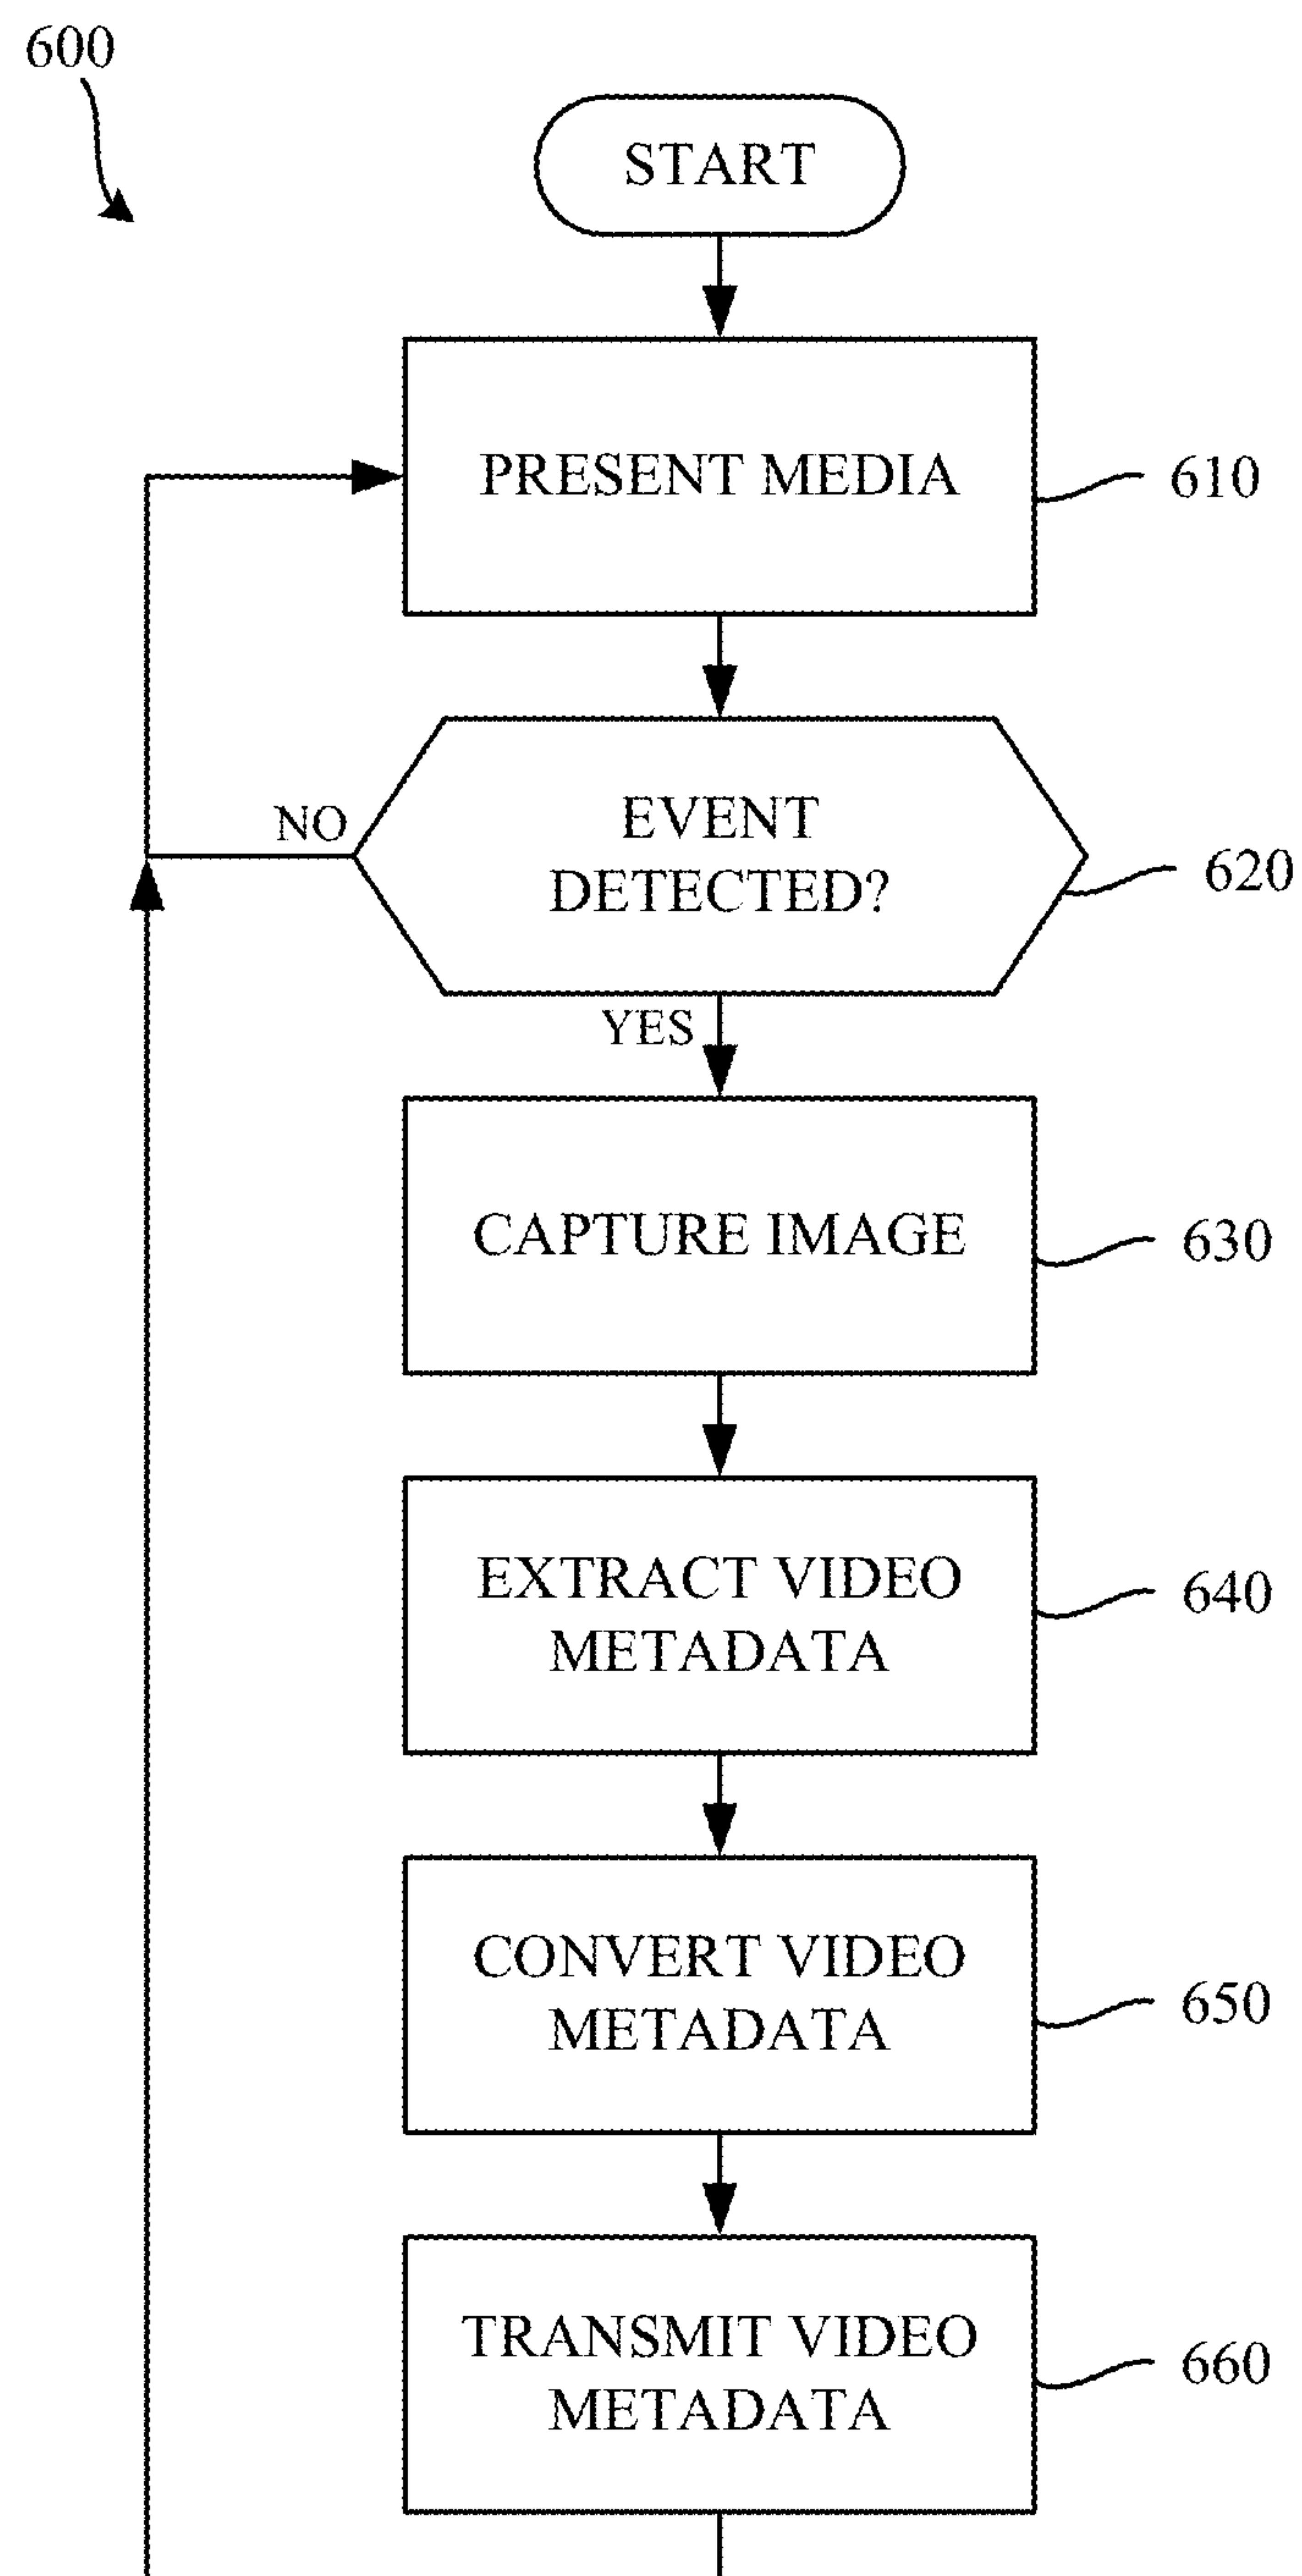 600
START
PRESENT MEDIA
610
EVENT
DETECTED?
620
NO
YES
CAPTURE IMAGE
630
EXTRACT VIDEO
METADATA
640
CONVERT VIDEO
METADATA
650
TRANSMIT VIDEO
METADATA
660